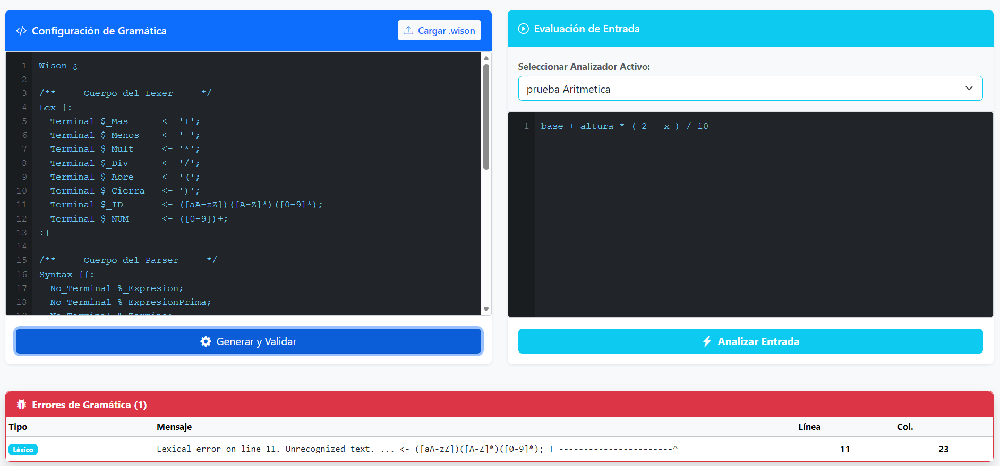 Configuración de Gramática
Cargar .wison
1 Wison ¿
2
3 /**-----Cuerpo del Lexer-----*/
4 Lex {:
5 Terminal $_Mas <- '+';
6 Terminal $_Menos <- '-';
7 Terminal $_Mult <- '*';
8 Terminal $_Div <- '/';
9 Terminal $_Abre <- '(';
10 Terminal $_Cierra <- ')';
11 Terminal $_ID <- ([aA-zZ])([A-Z]*)([0-9]*);
12 Terminal $_NUM <- ([0-9])+;
13 :}
14
15 /**-----Cuerpo del Parser-----*/
16 Syntax {{:
17 No_Terminal %_Expresion;
18 No_Terminal %_ExpresionPrima;
19 No_Terminal %_Termino;
Generar y Validar
Evaluación de Entrada
Seleccionar Analizador Activo:
prueba Aritmetica
1 base + altura * ( 2 - x ) / 10
Analizar Entrada
Errores de Gramática (1)
Tipo Mensaje Línea Col.
Léxico Lexical error on line 11. Unrecognized text. ... <- ([aA-zZ])([A-Z]*)([0-9]*); T -----------------------^ 11 23